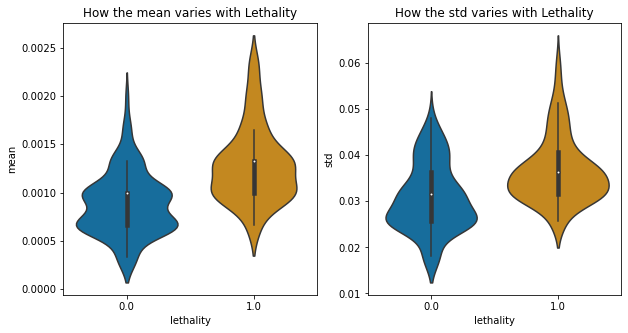 How the mean varies with Lethality
mean
0.0025
0.0020
0.0015
0.0010
0.0005
0.0000
0.0
1.0
lethality
How the std varies with Lethality
std
0.06
0.05
0.04
0.03
0.02
0.01
0.0
1.0
lethality